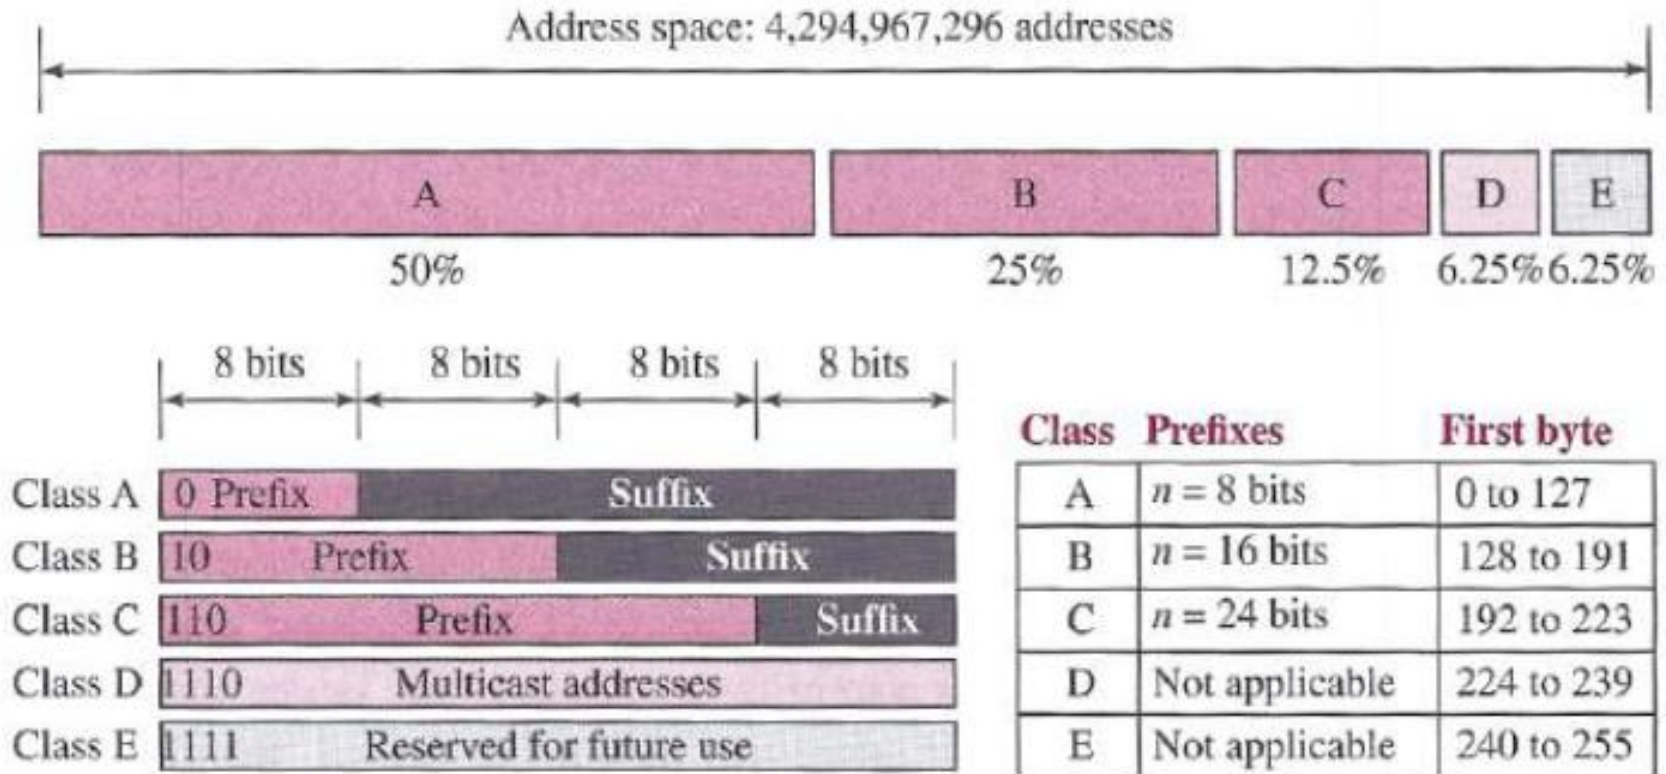 Address space: 4,294,967,296 addresses
A B C D E
50% 25% 12.5% 6.25% 6.25%
8 bits 8 bits 8 bits 8 bits
Class A 0 Prefix Suffix
Class B 10 Prefix Suffix
Class C 110 Prefix Suffix
Class D 1110 Multicast addresses
Class E 1111 Reserved for future use
Class Prefixes First byte
A n = 8 bits 0 to 127
B n = 16 bits 128 to 191
C n = 24 bits 192 to 223
D Not applicable 224 to 239
E Not applicable 240 to 255